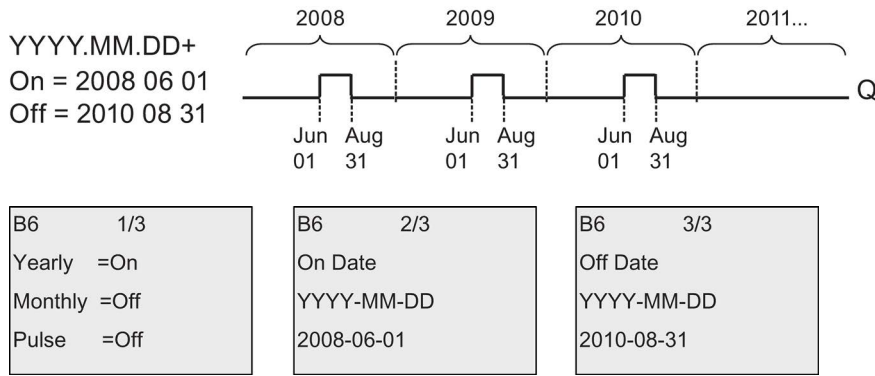 2008 2009 2010 2011...
YYYY.MM.DD+
On = 2008 06 01
Off = 2010 08 31
Q
Jun Aug Jun Aug Jun Aug
01 31 01 31 01 31
B6 1/3
Yearly =On
Monthly =Off
Pulse =Off
B6 2/3
On Date
YYYY-MM-DD
2008-06-01
B6 3/3
Off Date
YYYY-MM-DD
2010-08-31